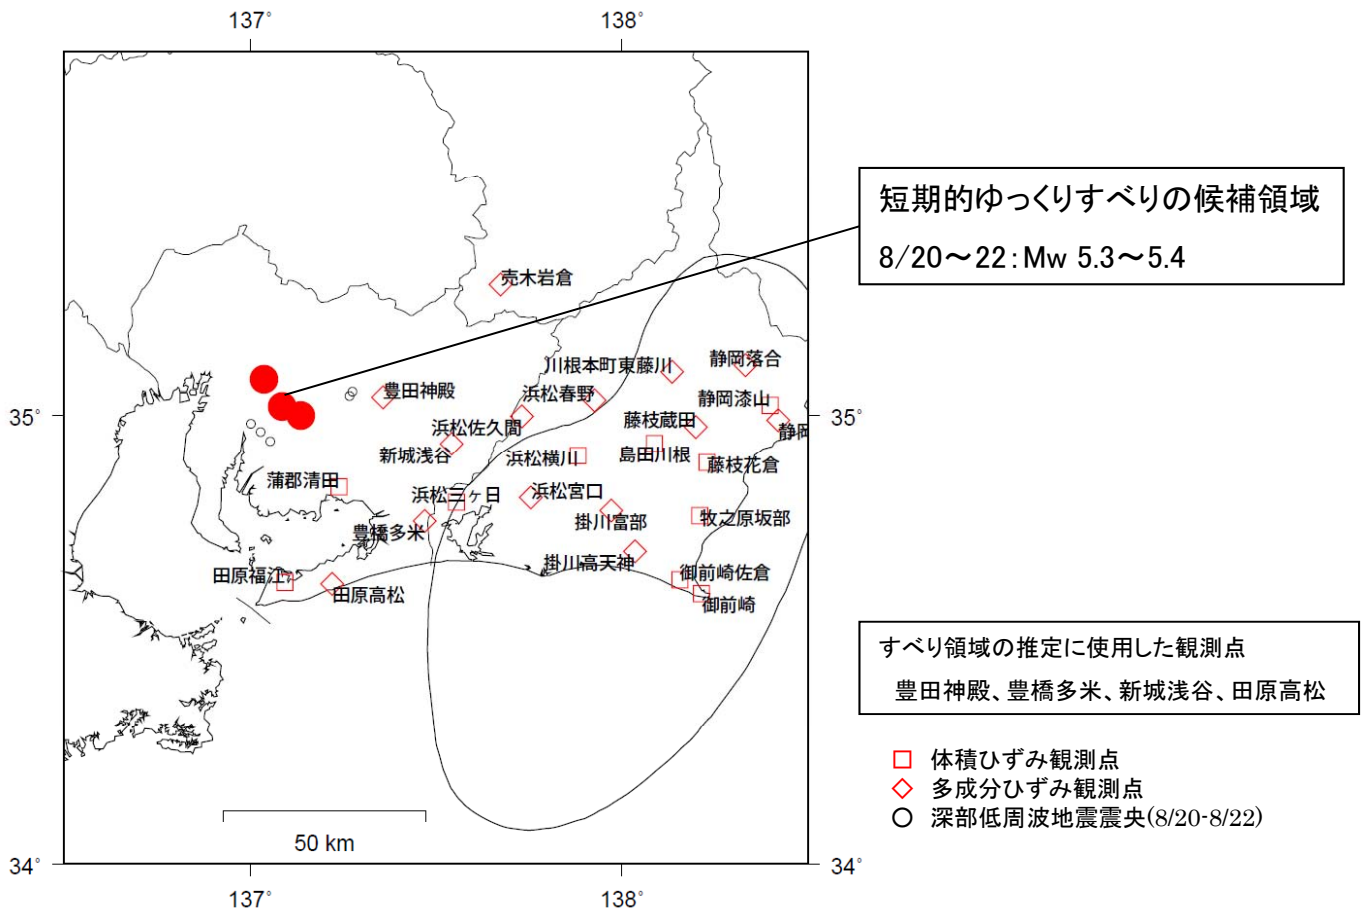 137°
138°
短期的ゆっくりすべりの候補領域
8/20～22：Mw 5.3～5.4
売木岩倉
川根本町東藤川
静岡落合
豊田神殿
浜松春野
静岡漆山
35°
35°
浜松佐久間
藤枝蔵田
静岡
新城浅谷
浜松横川
島田川根
藤枝花倉
蒲郡清田
浜松三ヶ日
浜松宮口
豊橋多米
掛川富部
牧之原坂部
掛川高天神
田原福江
御前崎佐倉
田原高松
御前崎
すべり領域の推定に使用した観測点
豊田神殿、豊橋多米、新城浅谷、田原高松
体積ひずみ観測点
多成分ひずみ観測点
深部低周波地震震央(8/20-8/22)
50 km
34°
34°
137°
138°